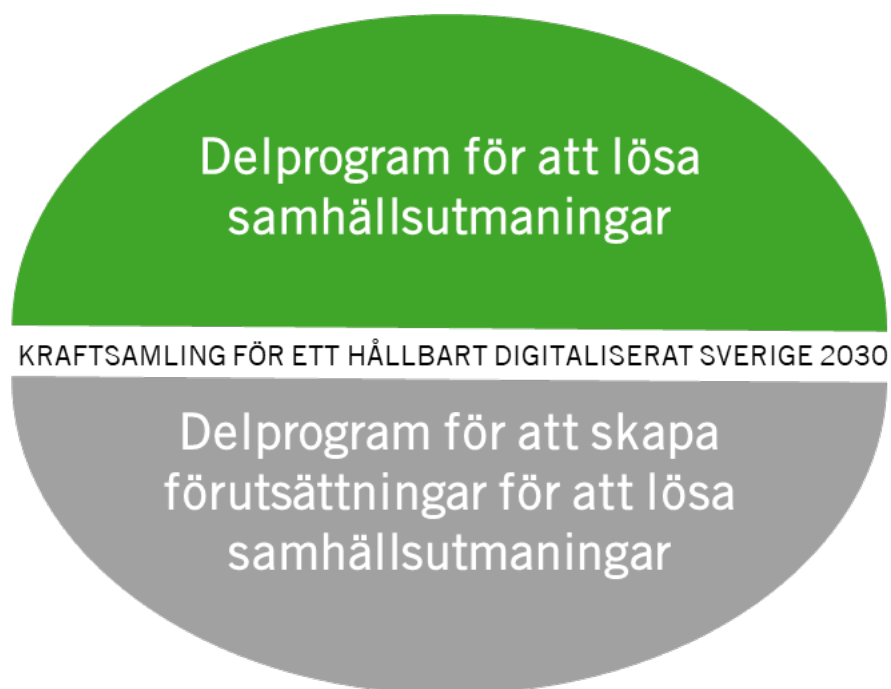 Delprogram för att lösa
samhällsutmaningar
KRAFTSAMLING FÖR ETT HÅLLBART DIGITALISERAT SVERIGE 2030
Delprogram för att skapa
förutsättningar för att lösa
samhällsutmaningar